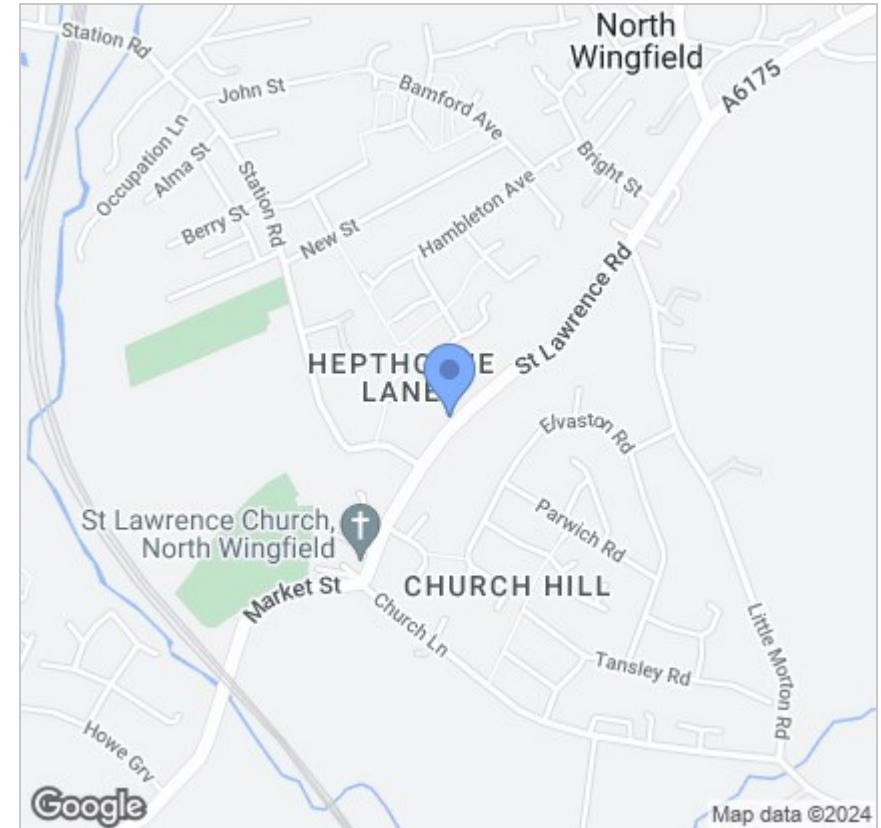 North
Wingfield
Station Rd
A6175
John St
Bamford Ave
Occupation Ln
Alma St
Bright St
Station Rd
Berry St
Hambleton Ave
New St
St Lawrence Rd
LANE
Elvaston Rd
St Lawrence Church,
North Wingfield
Parwich Rd
Market St
CHURCH HILL
Church Ln
Tansley Rd
Little Morton Rd
Howe Grv
Google
Map data ©2024